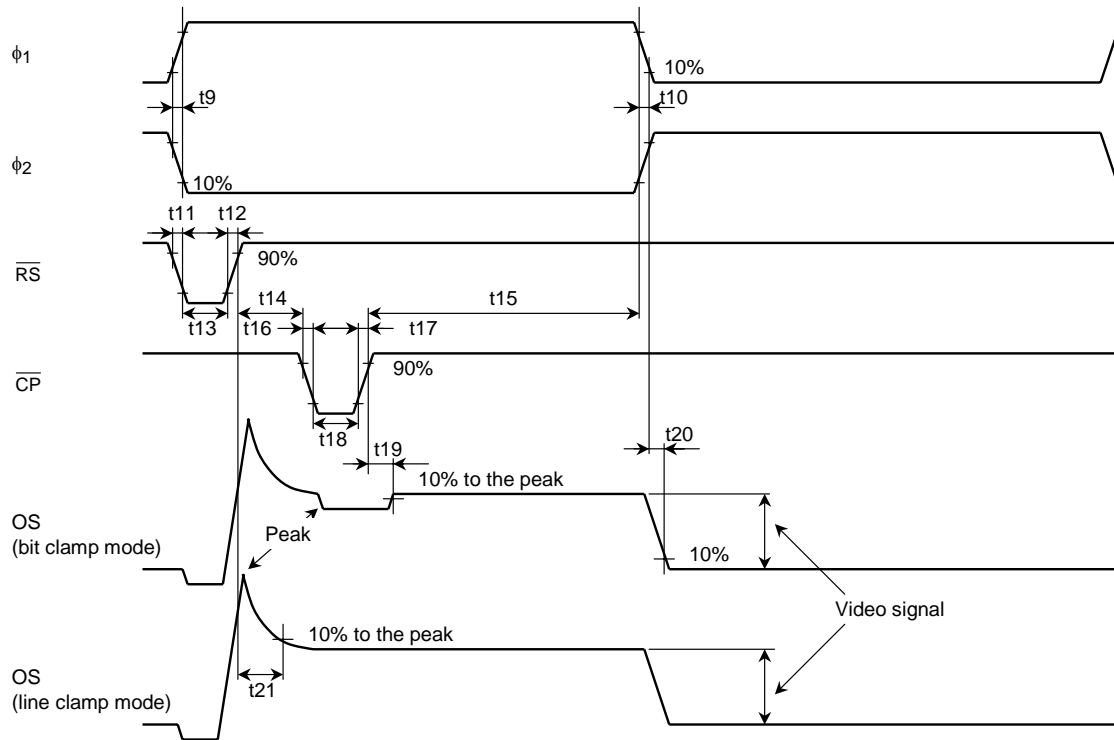 ϕ1
10%
t9
t10
ϕ2
10%
t11
t12
RS
90%
t14
t15
t13
t16
t17
CP
90%
t18
t19
t20
10% to the peak
OS
(bit clamp mode)
Peak
10%
Video signal
10% to the peak
OS
(line clamp mode)
t21